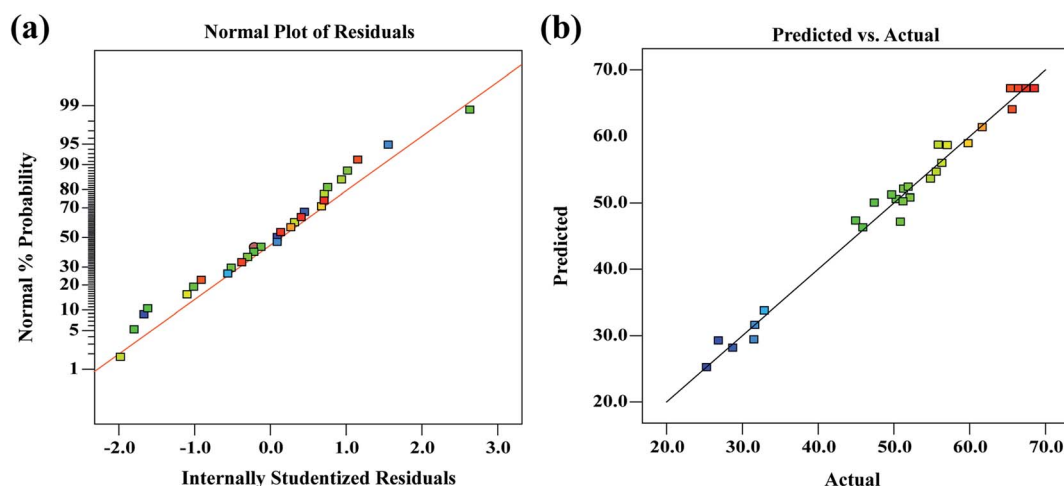 (a)
Normal Plot of Residuals
Normal % Probability
99
95
90
80
70
50
30
20
10
5
1
-2.0 -1.0 0.0 1.0 2.0 3.0
Internally Studentized Residuals
(b)
Predicted vs. Actual
Predicted
70.0
60.0
50.0
40.0
30.0
20.0
20.0 30.0 40.0 50.0 60.0 70.0
Actual